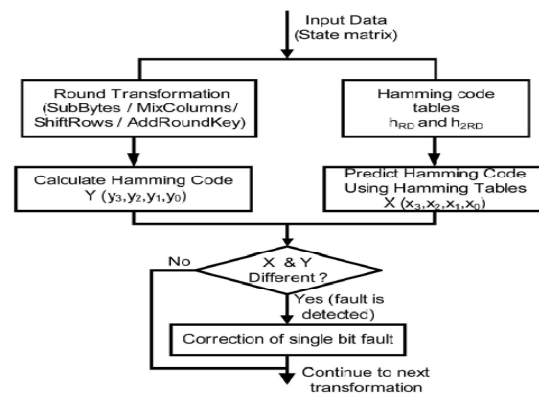 Input Data
(State matrix)
Round Transformation
(SubBytes / MixColumns/
ShiftRows / AddRoundKey)
Hamming code
tables
hRD and h2RD
Calculate Hamming Code
Y (y3,y2,y1,y0)
Predict Hamming Code
Using Hamming Tables
X (x3,x2,x1,x0)
No
X & Y
Different ?
Yes (fault is
detected)
Correction of single bit fault
Continue to next
transformation